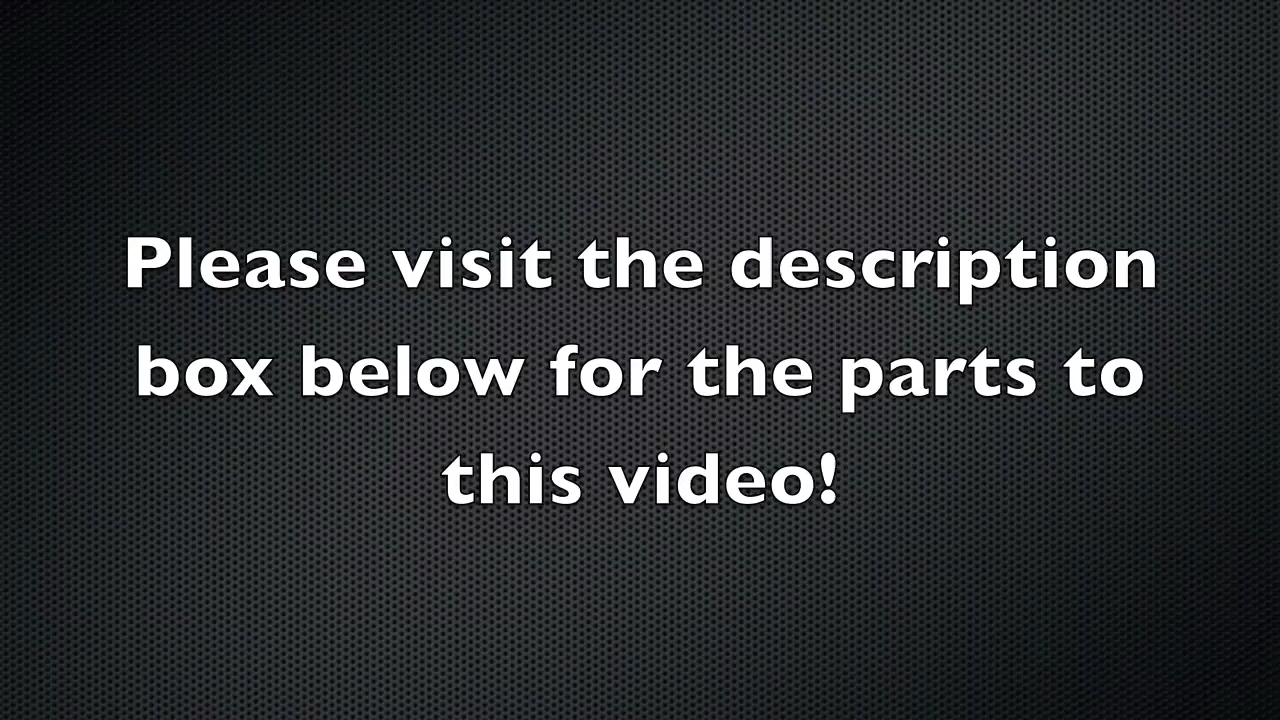 Please visit the description
box below for the parts to
this video!